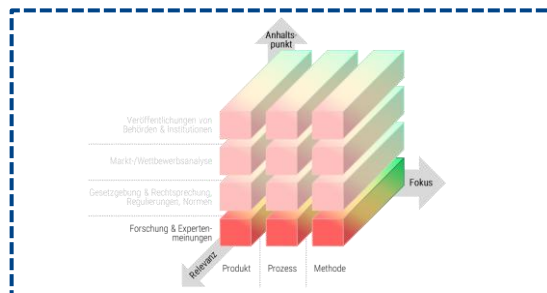 Anhalts-
punkt
Veröffentlichungen von
Behörden & Institutionen
Markt-/Wettbewerbsanalyse
Gesetzgebung & Rechtsprechung,
Regulierungen, Normen
Fokus
Forschung & Experten-
meinungen
Relevanz
Produkt
Prozess
Methode